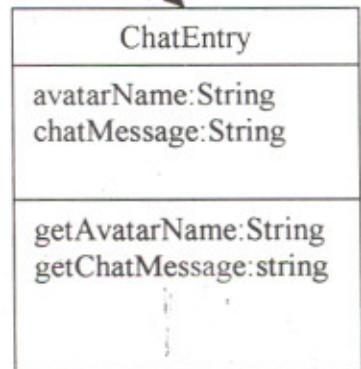 ChatEntry
avatarName:String
chatMessage:String
getAvatarName:String
getChatMessage:string